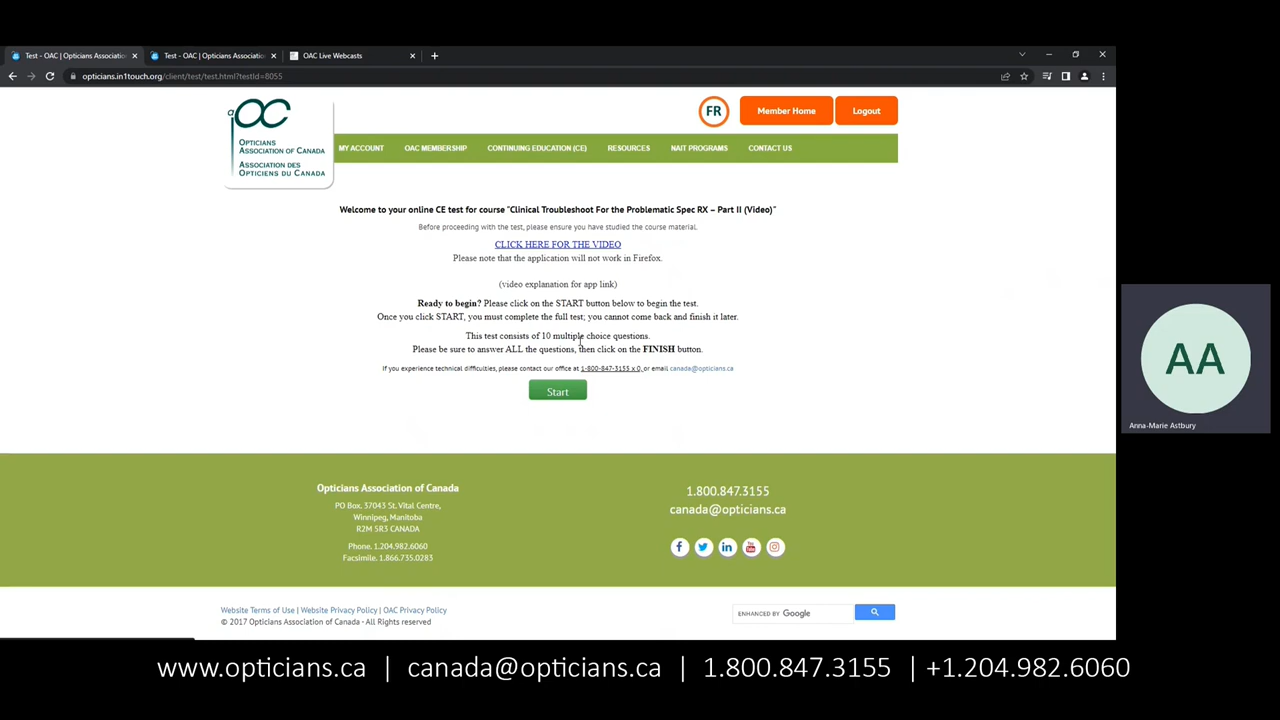 Test - OAC | Opticians Associatio
Test - OAC | Opticians Associatio
OAC Live Webcasts
opticians.in1touch.org/client/test/test.html?testId=8055
aOC
OPTICIANS
ASSOCIATION OF CANADA
ASSOCIATION DES
OPTICIENS DU CANADA
FR
Member Home
Logout
MY ACCOUNT
OAC MEMBERSHIP
CONTINUING EDUCATION (CE)
RESOURCES
NAIT PROGRAMS
CONTACT US
Welcome to your online CE test for course "Clinical Troubleshoot For the Problematic Spec RX – Part II (Video)"
Before proceeding with the test, please ensure you have studied the course material.
CLICK HERE FOR THE VIDEO
Please note that the application will not work in Firefox.
(video explanation for app link)
Ready to begin? Please click on the START button below to begin the test.
Once you click START, you must complete the full test; you cannot come back and finish it later.
This test consists of 10 multiple choice questions.
Please be sure to answer ALL the questions, then click on the FINISH button.
If you experience technical difficulties, please contact our office at 1-800-847-3155 x 0, or email canada@opticians.ca
Start
AA
Anna-Marie Astbury
Opticians Association of Canada
PO Box. 37043 St. Vital Centre,
Winnipeg, Manitoba
R2M 5R3 CANADA
Phone. 1.204.982.6060
Facsimile. 1.866.735.0283
1.800.847.3155
canada@opticians.ca
Website Terms of Use | Website Privacy Policy | OAC Privacy Policy
© 2017 Opticians Association of Canada · All Rights reserved
ENHANCED BY Google
www.opticians.ca | canada@opticians.ca | 1.800.847.3155 | +1.204.982.6060